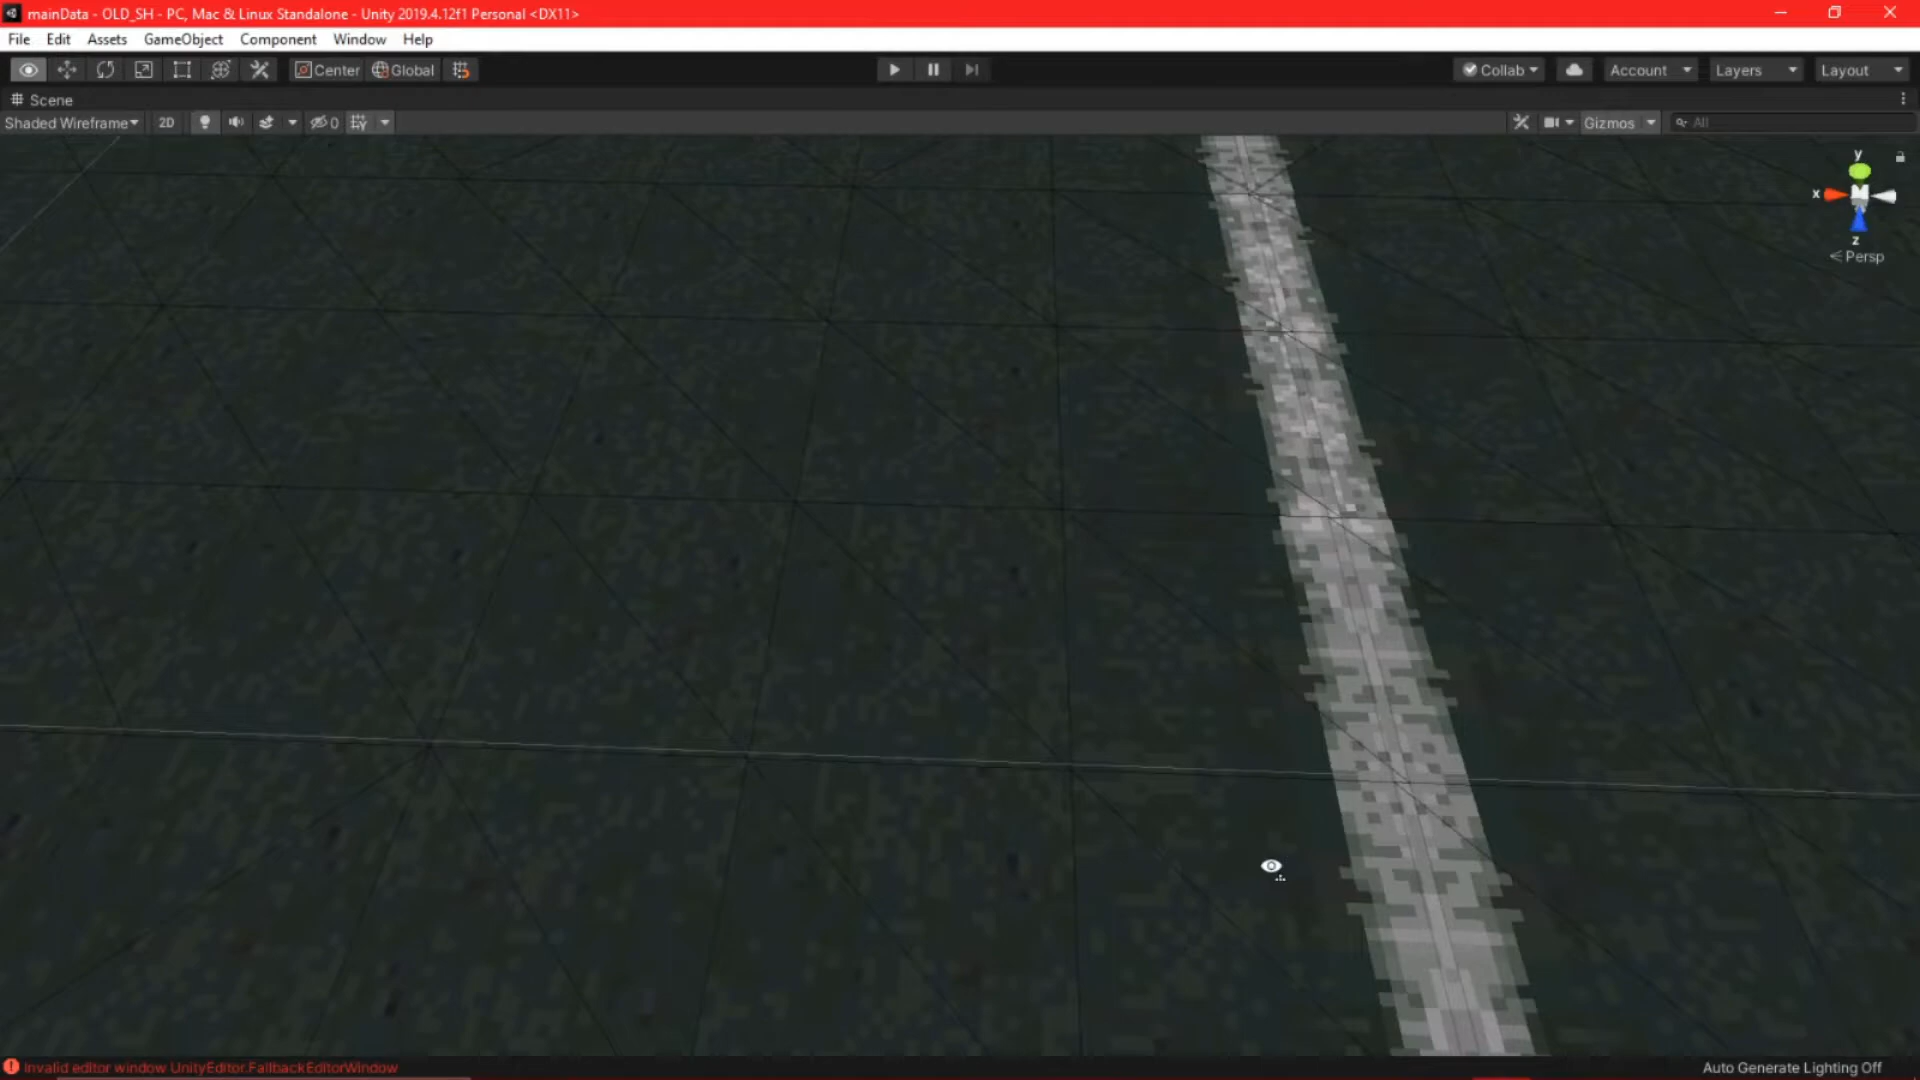 mainData - OLD_SH - PC, Mac & Linux Standalone - Unity 2019.4.12f1 Personal <DX11>
File Edit Assets GameObject Component Window Help
Center Global Collab Account Layers Layout
Scene
Shaded Wireframe 2D 0 Gizmos All
y
x
z
Persp
Invalid editor window UnityEditor.FallbackEditorWindow Auto Generate Lighting Off